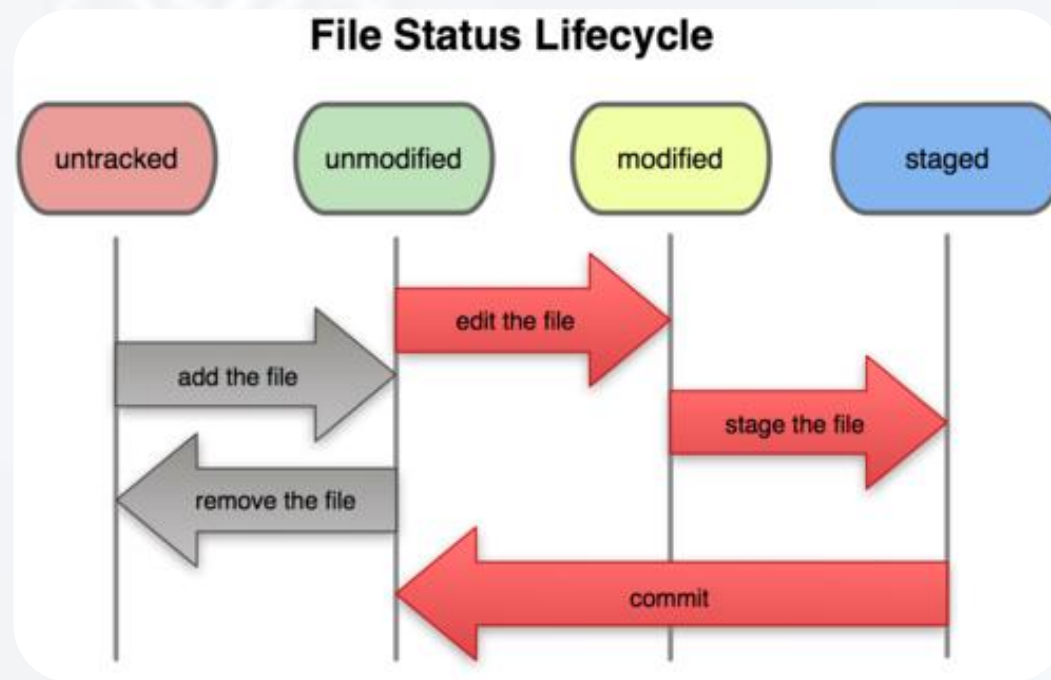 File Status Lifecycle
untracked
unmodified
modified
staged
edit the file
add the file
stage the file
remove the file
commit